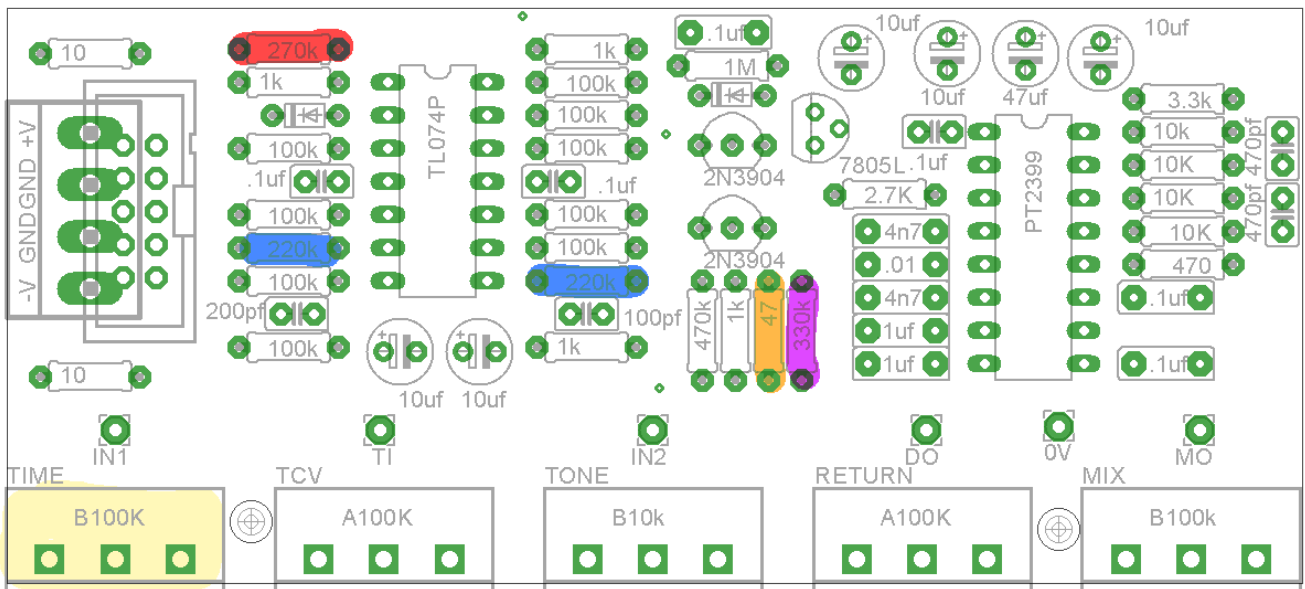 10
270k
1k
100k
.1uf
100k
220k
100k
200pf
100k
10
-V GNDGND +V
TL074P
10uf
10uf
1k
100k
100k
100k
.1uf
100k
100k
220k
100pf
1k
.1uf
1M
2N3904
2N3904
470k
1k
47
330k
10uf
10uf
47uf
10uf
7805L
.1uf
2.7K
4n7
.01
4n7
1uf
1uf
PT2399
3.3k
10k
10K
10K
10K
470
470pf
470pf
.1uf
.1uf
IN1
TI
IN2
DO
0V
MO
TIME
TCV
TONE
RETURN
MIX
B100K
A100K
B10k
A100K
B100k